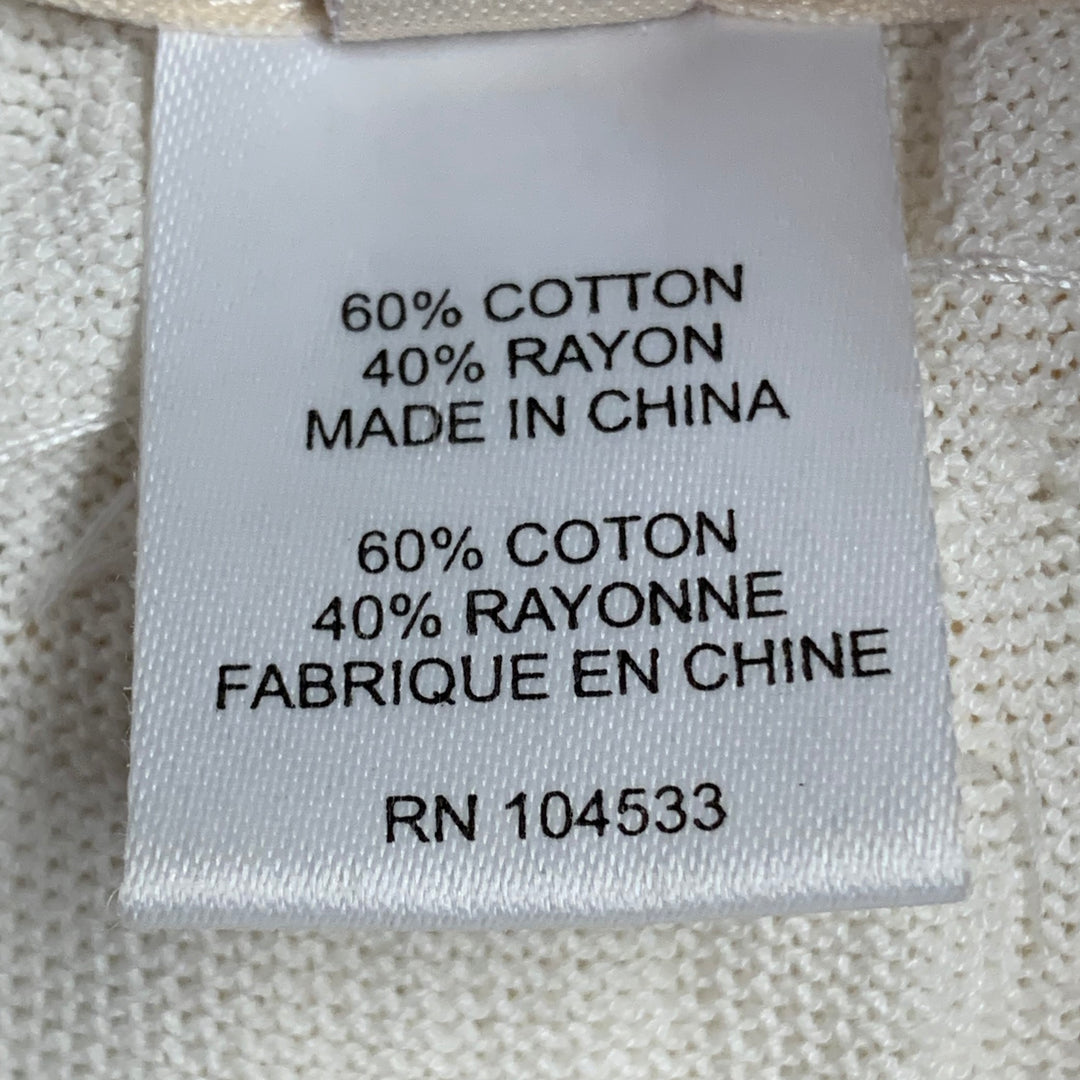 60% COTTON
40% RAYON
MADE IN CHINA
60% COTON
40% RAYONNE
FABRIQUE EN CHINE
RN 104533